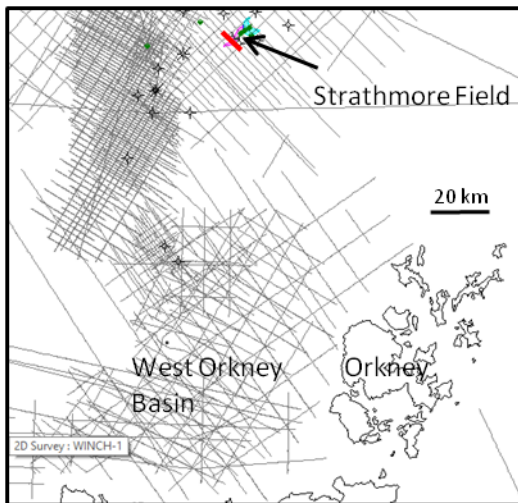 Strathmore Field
20 km
West Orkney
Basin
Orkney
2D Survey : WINCH-1